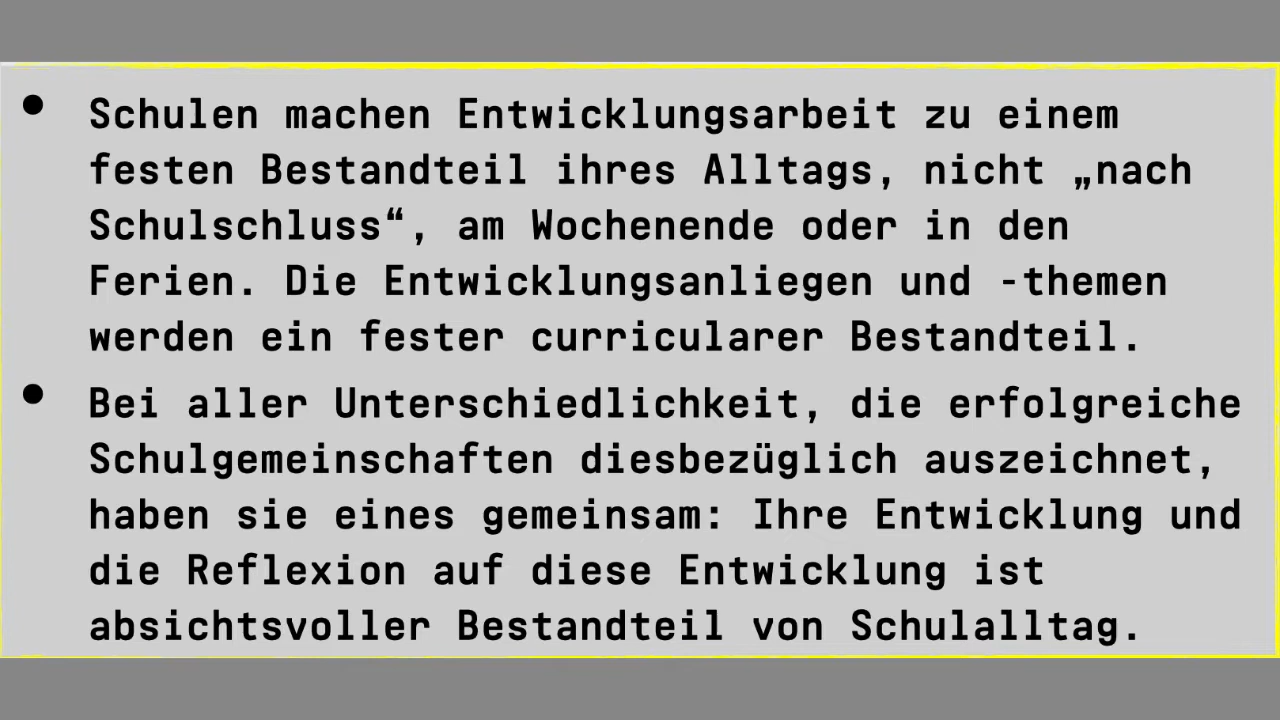 • Schulen machen Entwicklungsarbeit zu einem
festen Bestandteil ihres Alltags, nicht „nach
Schulschluss“, am Wochenende oder in den
Ferien. Die Entwicklungsanliegen und -themen
werden ein fester curricularer Bestandteil.
• Bei aller Unterschiedlichkeit, die erfolgreiche
Schulgemeinschaften diesbezüglich auszeichnet,
haben sie eines gemeinsam: Ihre Entwicklung und
die Reflexion auf diese Entwicklung ist
absichtsvoller Bestandteil von Schulalltag.